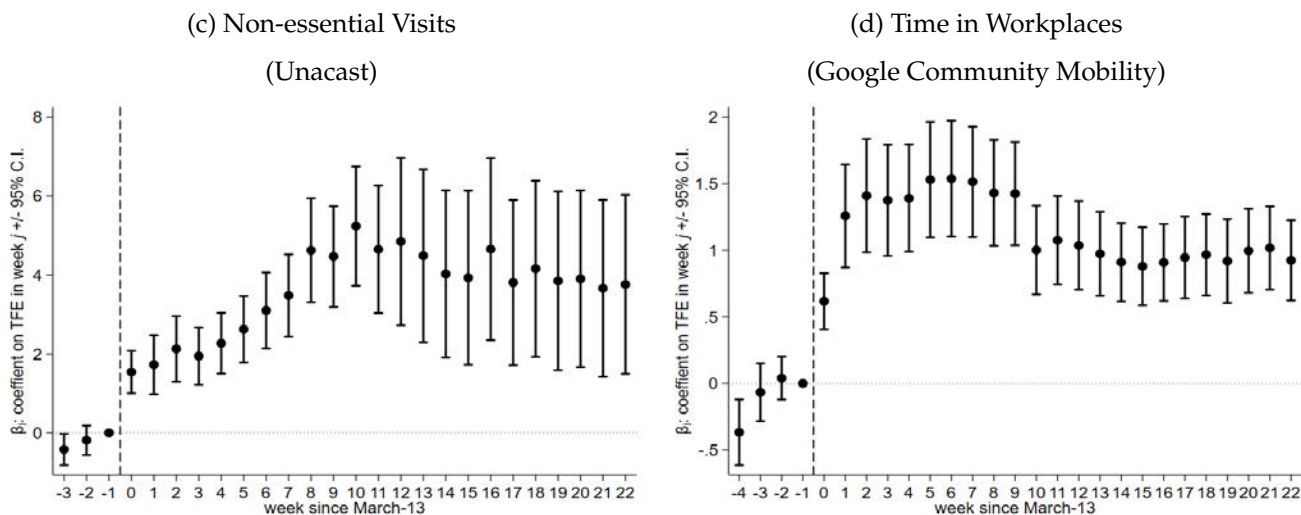 (c) Non-essential Visits
(Unacast)
βj: coeffient on TFE in week j +/- 95% C.I.
8
6
4
2
0
-3 -2 -1 0 1 2 3 4 5 6 7 8 9 10 11 12 13 14 15 16 17 18 19 20 21 22
week since March-13
(d) Time in Workplaces
(Google Community Mobility)
βj: coeffient on TFE in week j +/- 95% C.I.
2
1.5
1
.5
0
-.5
-4 -3 -2 -1 0 1 2 3 4 5 6 7 8 9 10 11 12 13 14 15 16 17 18 19 20 21 22
week since March-13